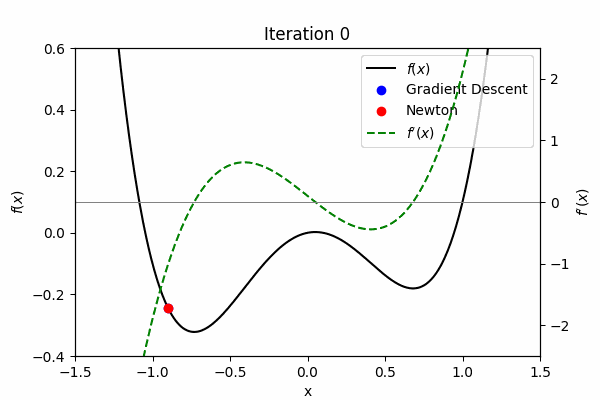 Iteration 0
f(x)
Gradient Descent
Newton
f′(x)
0.6
0.4
0.2
0.0
−0.2
−0.4
f(x)
2
1
0
−1
−2
f′(x)
−1.5
−1.0
−0.5
0.0
0.5
1.0
1.5
x